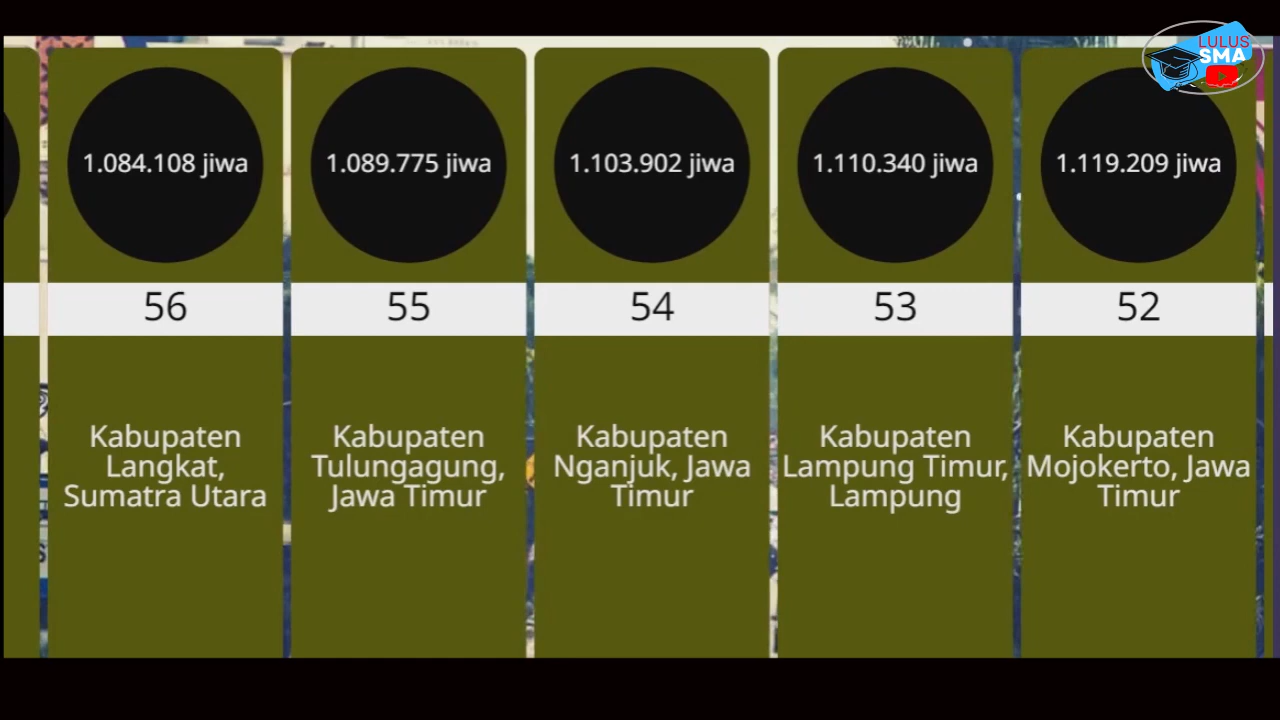 LULUS
SMA
1.084.108 jiwa
56
Kabupaten
Langkat,
Sumatra Utara
1.089.775 jiwa
55
Kabupaten
Tulungagung,
Jawa Timur
1.103.902 jiwa
54
Kabupaten
Nganjuk, Jawa
Timur
1.110.340 jiwa
53
Kabupaten
Lampung Timur,
Lampung
1.119.209 jiwa
52
Kabupaten
Mojokerto, Jawa
Timur